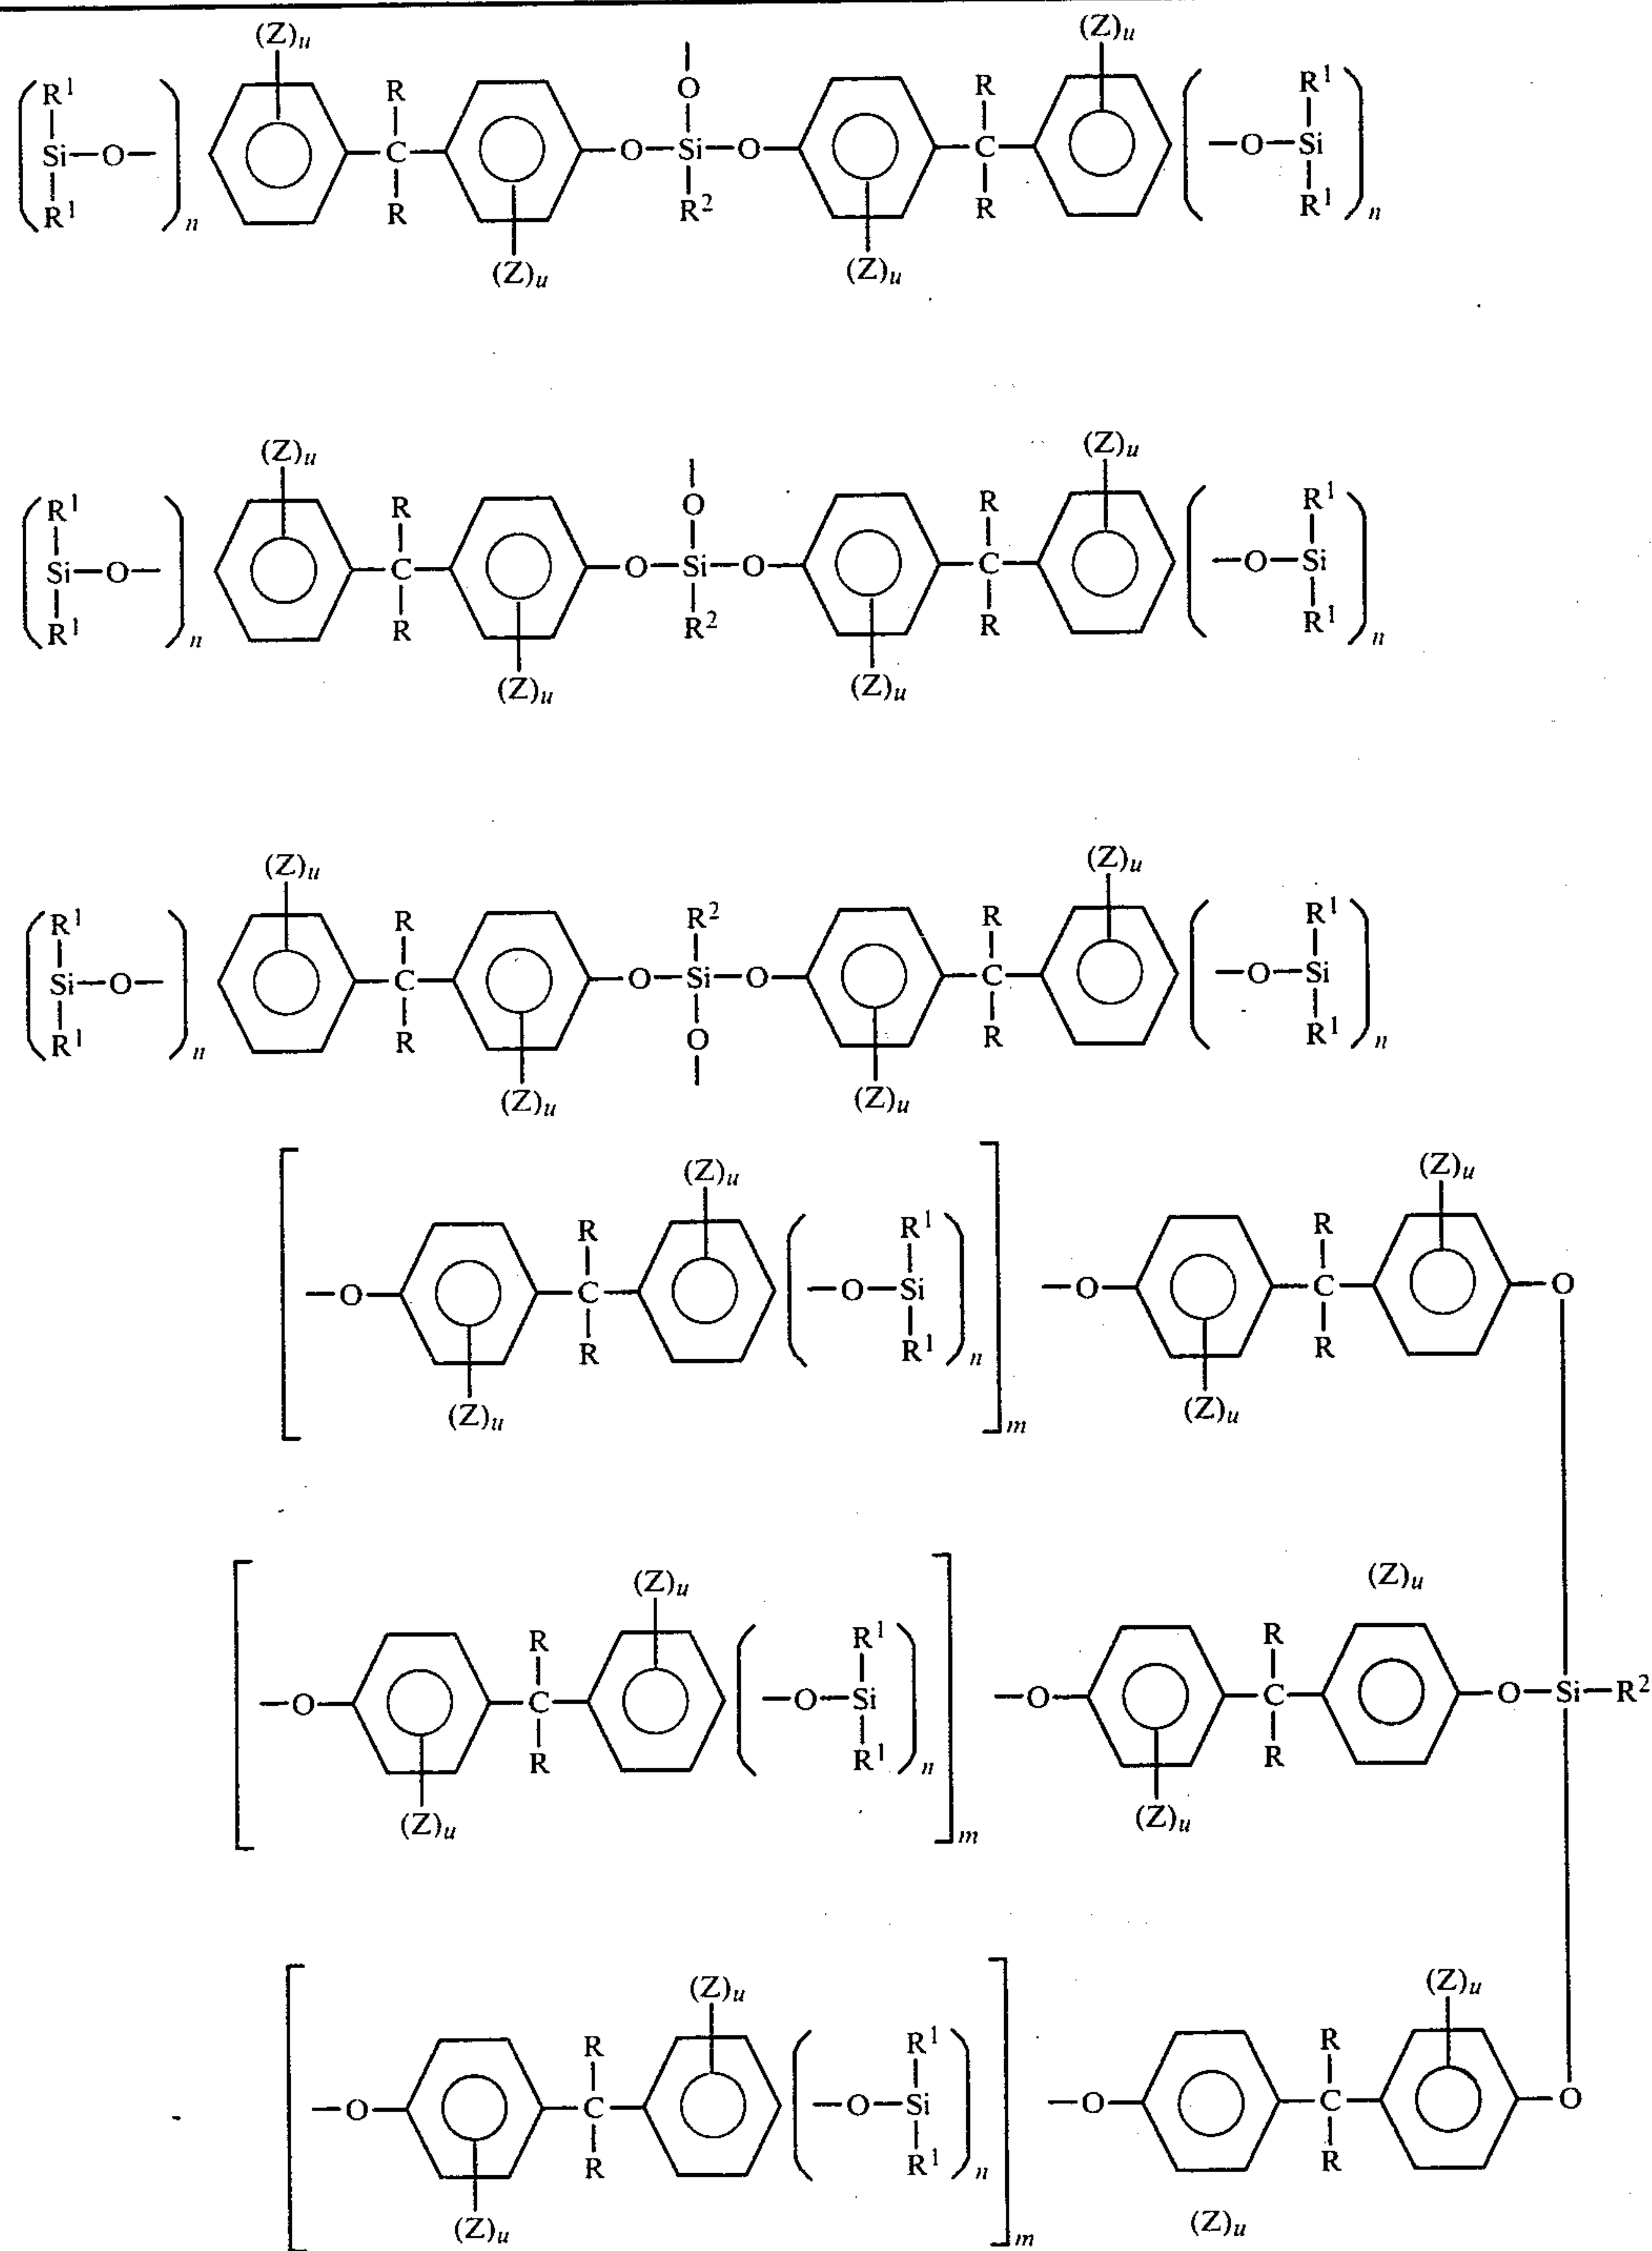 (Z)u (Z)u
R¹ R O R R¹
Si—O— C O—Si—O C —O—Si
R¹ n R R² R R¹ n
(Z)u (Z)u
(Z)u (Z)u
R¹ R O R R¹
Si—O— C O—Si—O C —O—Si
R¹ n R R² R R¹ n
(Z)u (Z)u
(Z)u (Z)u
R¹ R R² R R¹
Si—O— C O—Si—O C —O—Si
R¹ n R O R R¹ n
(Z)u (Z)u
(Z)u (Z)u
R R¹ R
—O C —O—Si —O C O
R R¹ n m R
(Z)u (Z)u
(Z)u (Z)u
R R¹ R
—O C —O—Si —O C O—Si—R²
R R¹ n m R
(Z)u (Z)u
(Z)u (Z)u
R R¹ R
—O C —O—Si —O C O
R R¹ n m R
(Z)u (Z)u